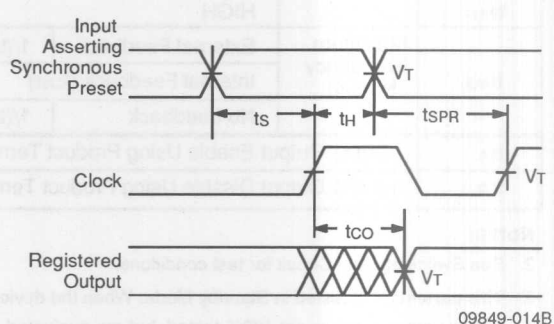 Input
Asserting
Synchronous
Preset
VT
tS
tH
tSPR
Clock
VT
tCO
Registered
Output
VT
09849-014B